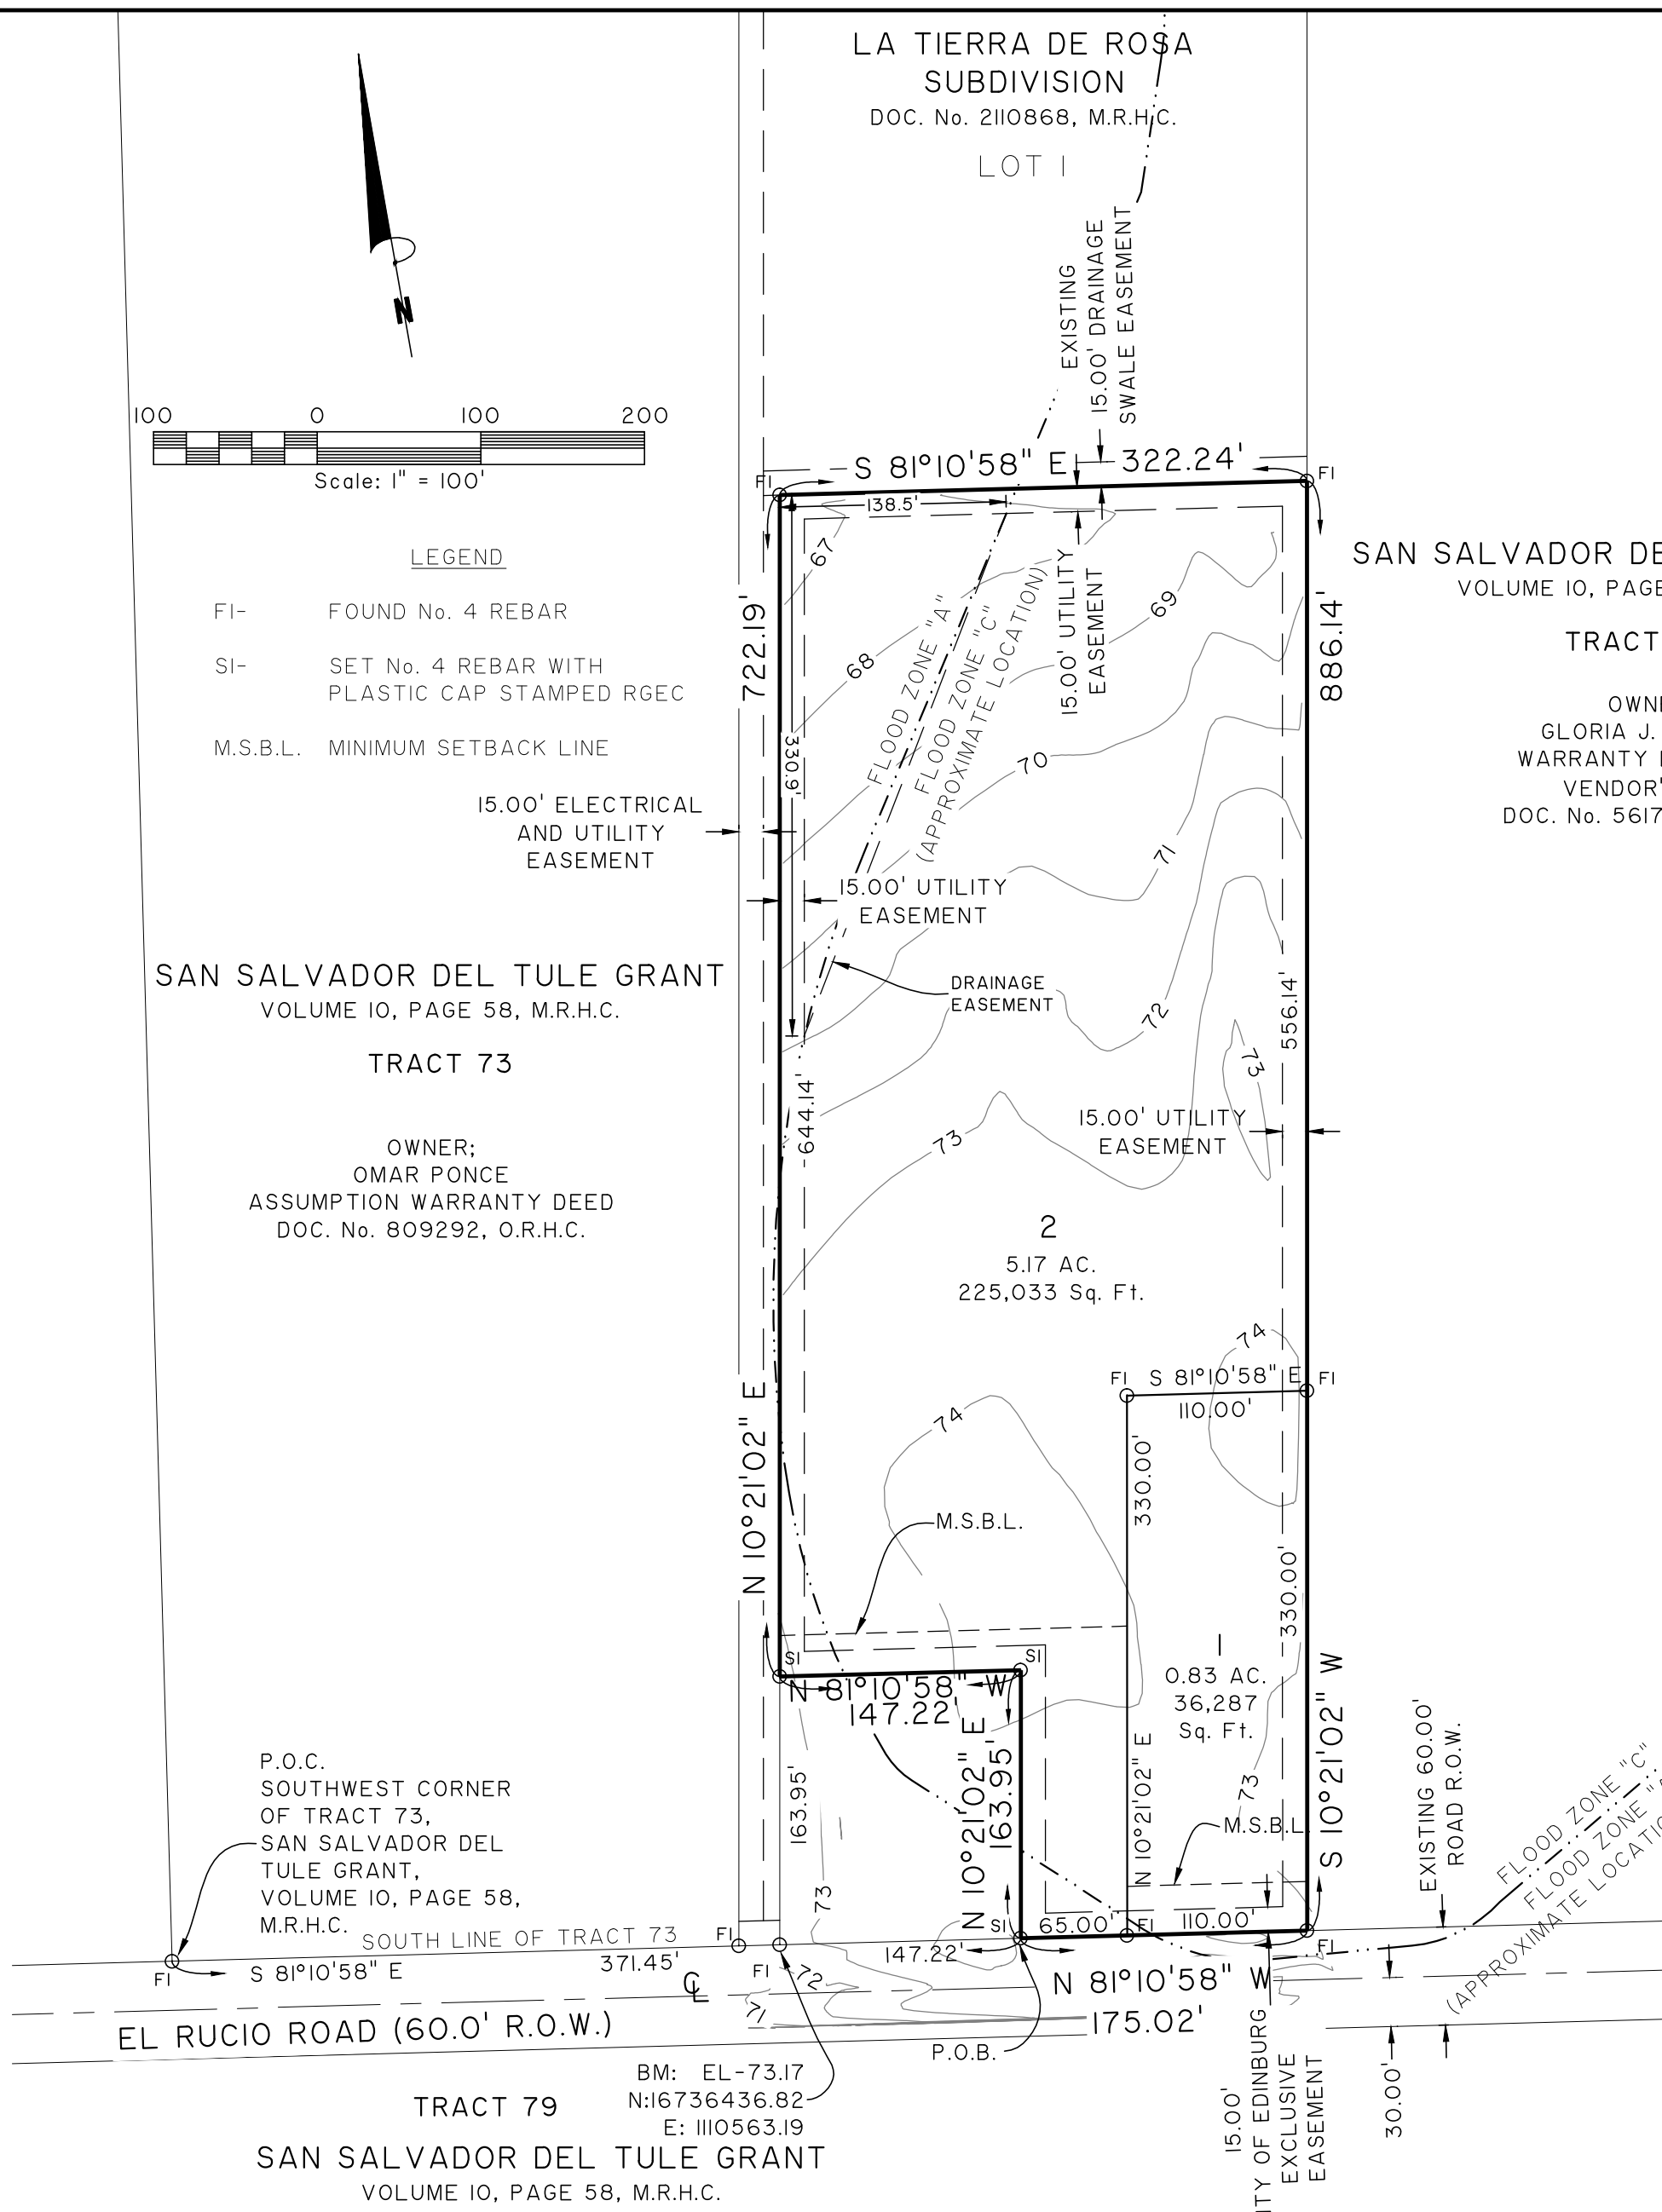 LA TIERRA DE ROSA
SUBDIVISION
DOC. No. 2110868, M.R.H.C.
LOT 1
N
EXISTING
15.00' DRAINAGE
SWALE EASEMENT
100 0 100 200
Scale: 1" = 100'
S 81°10'58" E 322.24'
FI
FI
138.5'
LEGEND
FI- FOUND No. 4 REBAR
SI- SET No. 4 REBAR WITH
PLASTIC CAP STAMPED RGEC
M.S.B.L. MINIMUM SETBACK LINE
15.00' ELECTRICAL
AND UTILITY
EASEMENT
722.19'
330.9'
67
68
69
70
71
72
73
73
FLOOD ZONE "A"
FLOOD ZONE "C"
(APPROXIMATE LOCATION)
15.00' UTILITY
EASEMENT
886.14'
SAN SALVADOR DE
VOLUME 10, PAGE
TRACT
GLORIA J.
WARRANTY
DOC. No. 5617
15.00' UTILITY
EASEMENT
DRAINAGE
EASEMENT
SAN SALVADOR DEL TULE GRANT
VOLUME 10, PAGE 58, M.R.H.C.
TRACT 73
OWNER;
OMAR PONCE
ASSUMPTION WARRANTY DEED
DOC. No. 809292, O.R.H.C.
644.14'
556.14'
15.00' UTILITY
EASEMENT
2
5.17 AC.
225,033 Sq. Ft.
74
FI S 81°10'58" E FI
110.00'
74
N 10°21'02" E
330.00'
M.S.B.L.
330.00'
SI
SI
N 81°10'58" W
147.22'
1
0.83 AC.
36,287
Sq. Ft.
S 10°21'02" W
N 10°21'02" E
163.95'
163.95'
N 10°21'02" E
73
73
M.S.B.L.
EXISTING 60.00'
ROAD R.O.W.
FLOOD ZONE "C"
FLOOD ZONE
(APPROXIMATE
P.O.C.
SOUTHWEST CORNER
OF TRACT 73,
SAN SALVADOR DEL
TULE GRANT,
VOLUME 10, PAGE 58,
M.R.H.C.
SOUTH LINE OF TRACT 73
FI
SI 65.00' FI 110.00'
FI
FI
S 81°10'58" E
371.45'
FI
147.22'
72
71
℄
N 81°10'58" W
175.02'
EL RUCIO ROAD (60.0' R.O.W.)
P.O.B.
BM: EL-73.17
N:16736436.82
E: 1110563.19
15.00'
OF EDINBURG
EXCLUSIVE
EASEMENT
30.00'
TRACT 79
SAN SALVADOR DEL TULE GRANT
VOLUME 10, PAGE 58, M.R.H.C.